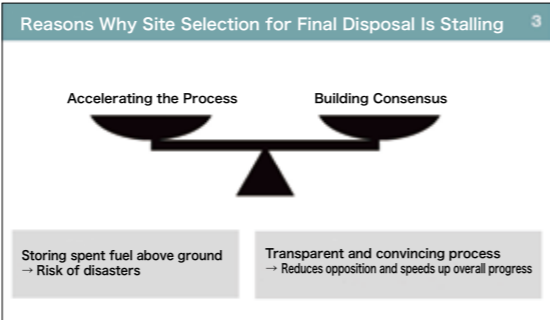 Reasons Why Site Selection for Final Disposal Is Stalling 3
Accelerating the Process
Building Consensus
Storing spent fuel above ground
→ Risk of disasters
Transparent and convincing process
→ Reduces opposition and speeds up overall progress